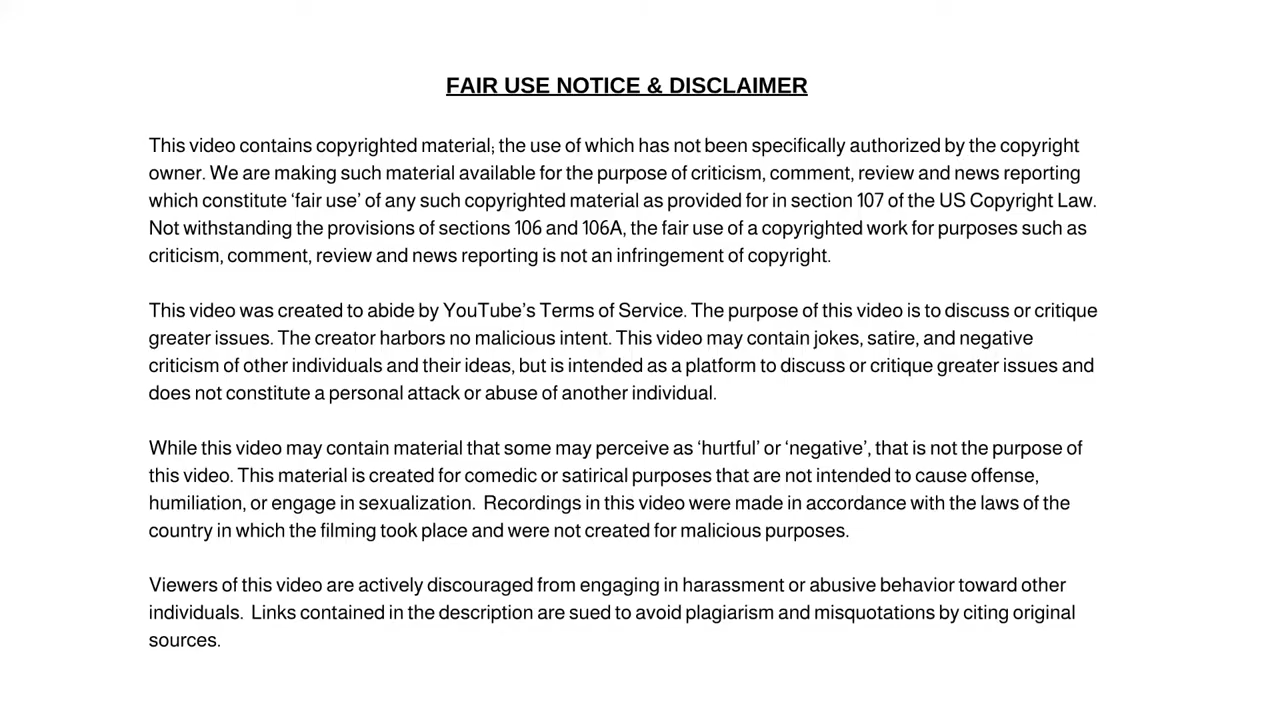 FAIR USE NOTICE & DISCLAIMER
This video contains copyrighted material; the use of which has not been specifically authorized by the copyright
owner. We are making such material available for the purpose of criticism, comment, review and news reporting
which constitute ‘fair use’ of any such copyrighted material as provided for in section 107 of the US Copyright Law.
Not withstanding the provisions of sections 106 and 106A, the fair use of a copyrighted work for purposes such as
criticism, comment, review and news reporting is not an infringement of copyright.
This video was created to abide by YouTube’s Terms of Service. The purpose of this video is to discuss or critique
greater issues. The creator harbors no malicious intent. This video may contain jokes, satire, and negative
criticism of other individuals and their ideas, but is intended as a platform to discuss or critique greater issues and
does not constitute a personal attack or abuse of another individual.
While this video may contain material that some may perceive as ‘hurtful’ or ‘negative’, that is not the purpose of
this video. This material is created for comedic or satirical purposes that are not intended to cause offense,
humiliation, or engage in sexualization.  Recordings in this video were made in accordance with the laws of the
country in which the filming took place and were not created for malicious purposes.
Viewers of this video are actively discouraged from engaging in harassment or abusive behavior toward other
individuals.  Links contained in the description are sued to avoid plagiarism and misquotations by citing original
sources.